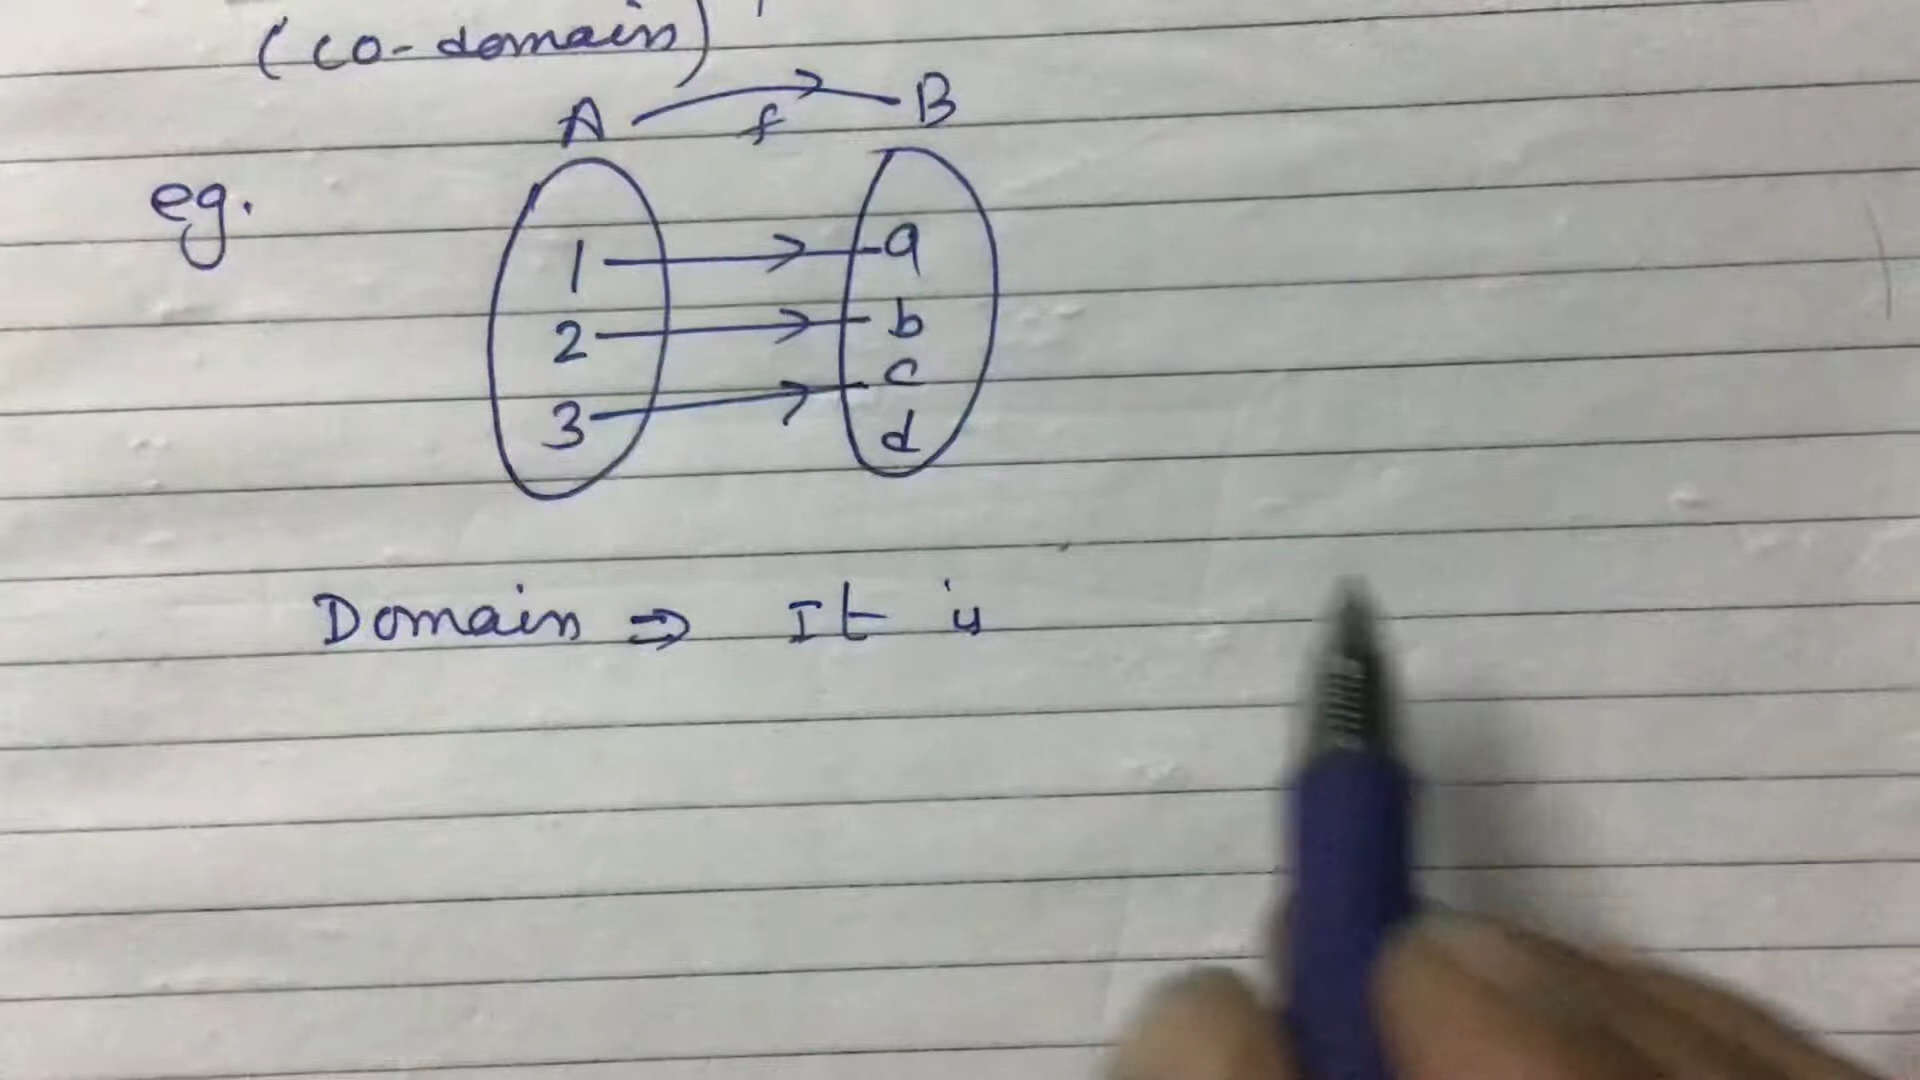 (co-domain)
A f B
eg.
1 a
2 b
3 c
d
Domain ⇒ It is